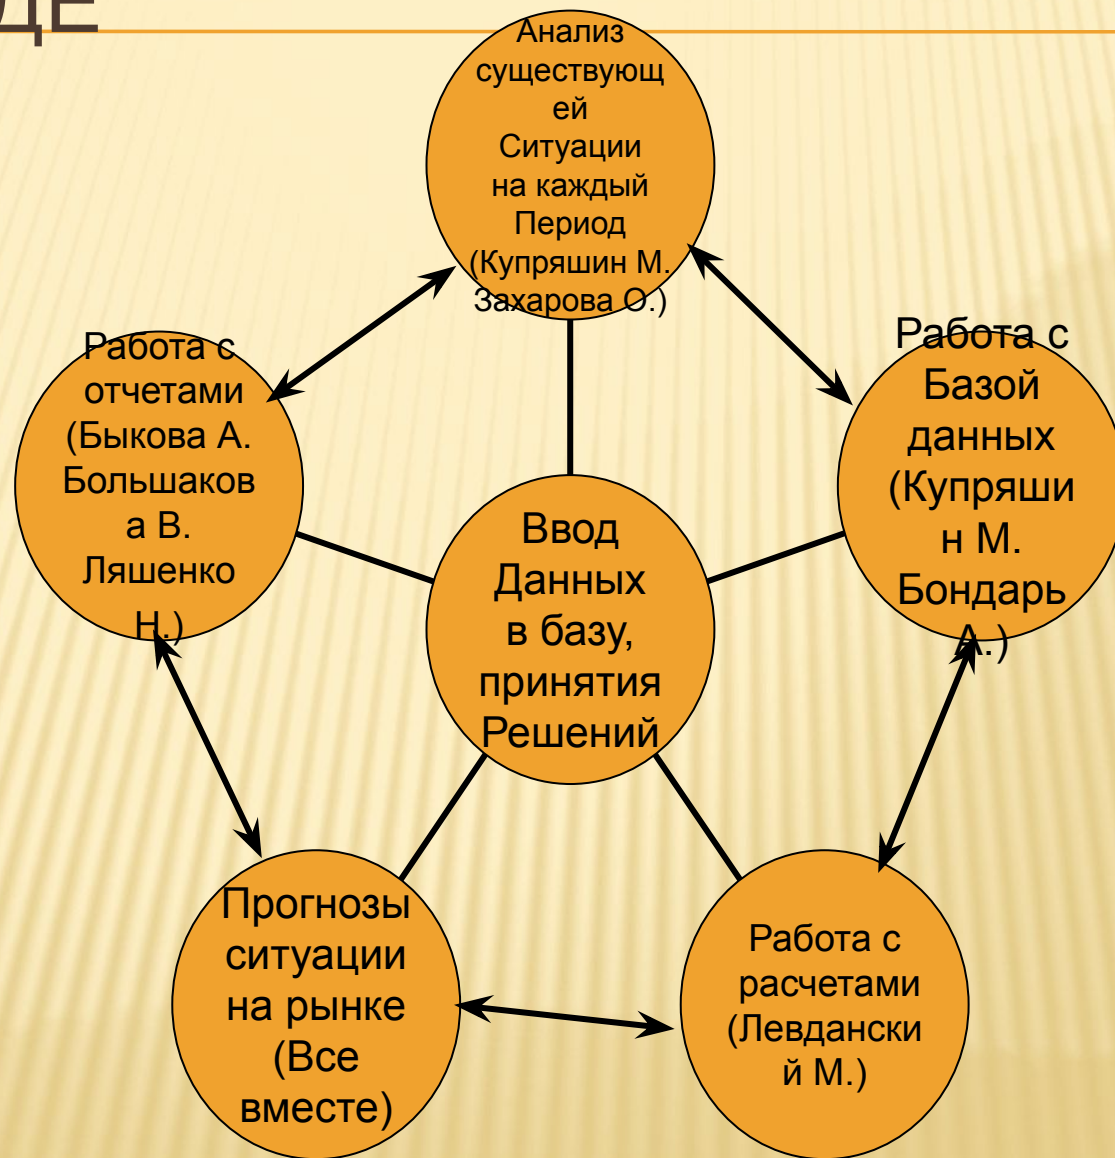 ДЕ
Анализ
существующ
ей
Ситуации
на каждый
Период
(Купряшин М.
Захарова О.)
Работа с
отчетами
(Быкова А.
Большаков
а В.
Ляшенко
Н.)
Работа с
Базой
данных
(Купряши
н М.
Бондарь
А.)
Ввод
Данных
в базу,
принятия
Решений
Прогнозы
ситуации
на рынке
(Все
вместе)
Работа с
расчетами
(Левдански
й М.)